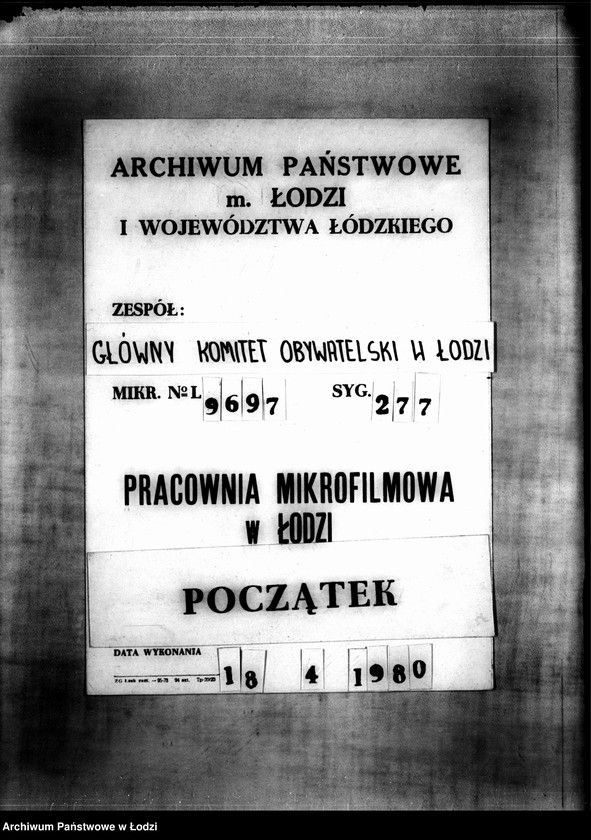 ARCHIWUM PAŃSTWOWE
m. ŁODZI
I WOJEWÓDZTWA ŁÓDZKIEGO
ZESPÓŁ:
GŁÓWNY KOMITET OBYWATELSKI W ŁODZI
MIKR. № L 9697 SYG. 277
PRACOWNIA MIKROFILMOWA
w ŁODZI
POCZĄTEK
DATA WYKONANIA 18 4 1980
Archiwum Państwowe w Łodzi